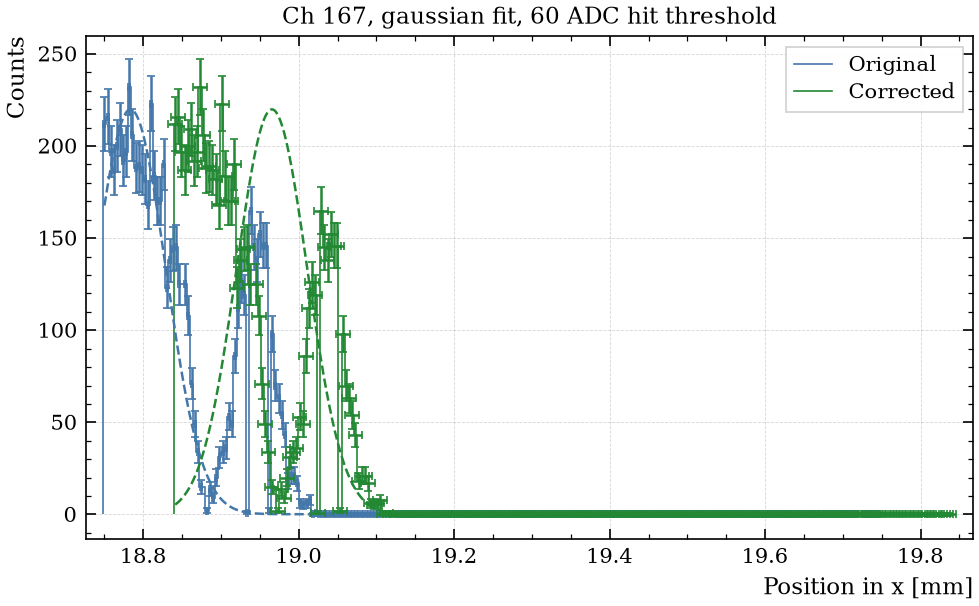 Ch 167, gaussian fit, 60 ADC hit threshold
Counts
250
200
150
100
50
0
Original
Corrected
18.8
19.0
19.2
19.4
19.6
19.8
Position in x [mm]